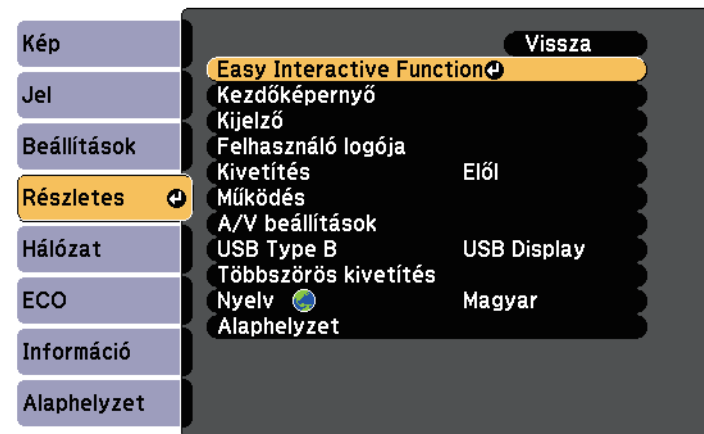 Kép
Jel
Beállítások
Részletes
Hálózat
ECO
Információ
Alaphelyzet
Vissza
Easy Interactive Function
Kezdőképernyő
Kijelző
Felhasználó logója
Kivetítés Elől
Működés
A/V beállítások
USB Type B USB Display
Többszörös kivetítés
Nyelv Magyar
Alaphelyzet